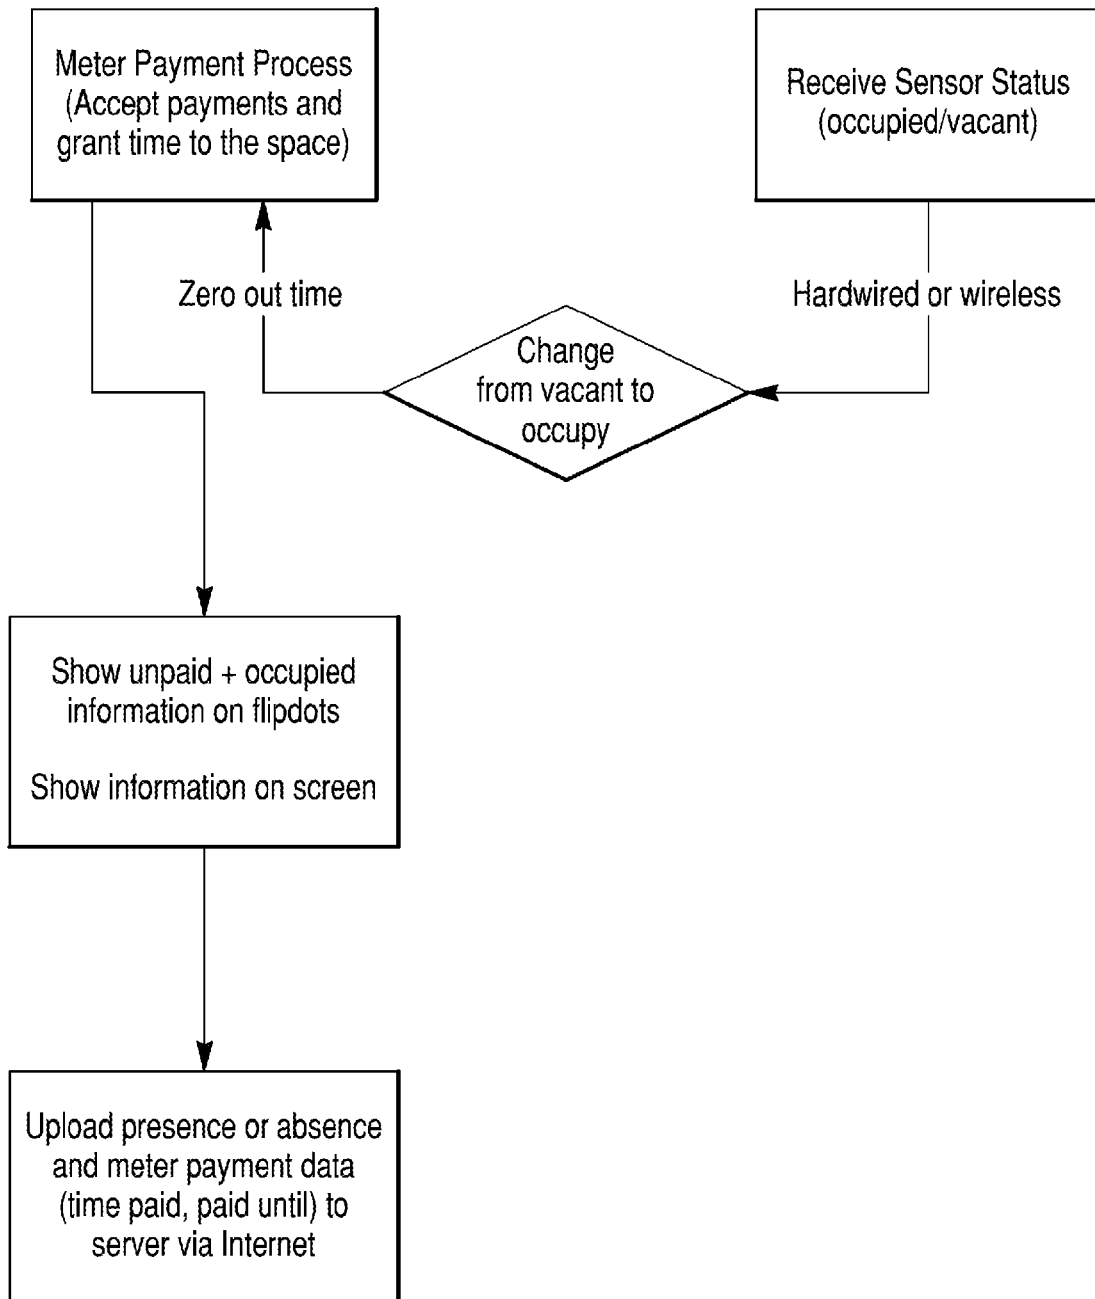 Meter Payment Process
(Accept payments and
grant time to the space)
Receive Sensor Status
(occupied/vacant)
Zero out time
Hardwired or wireless
Change
from vacant to
occupy
Show unpaid + occupied
information on flipdots
Show information on screen
Upload presence or absence
and meter payment data
(time paid, paid until) to
server via Internet